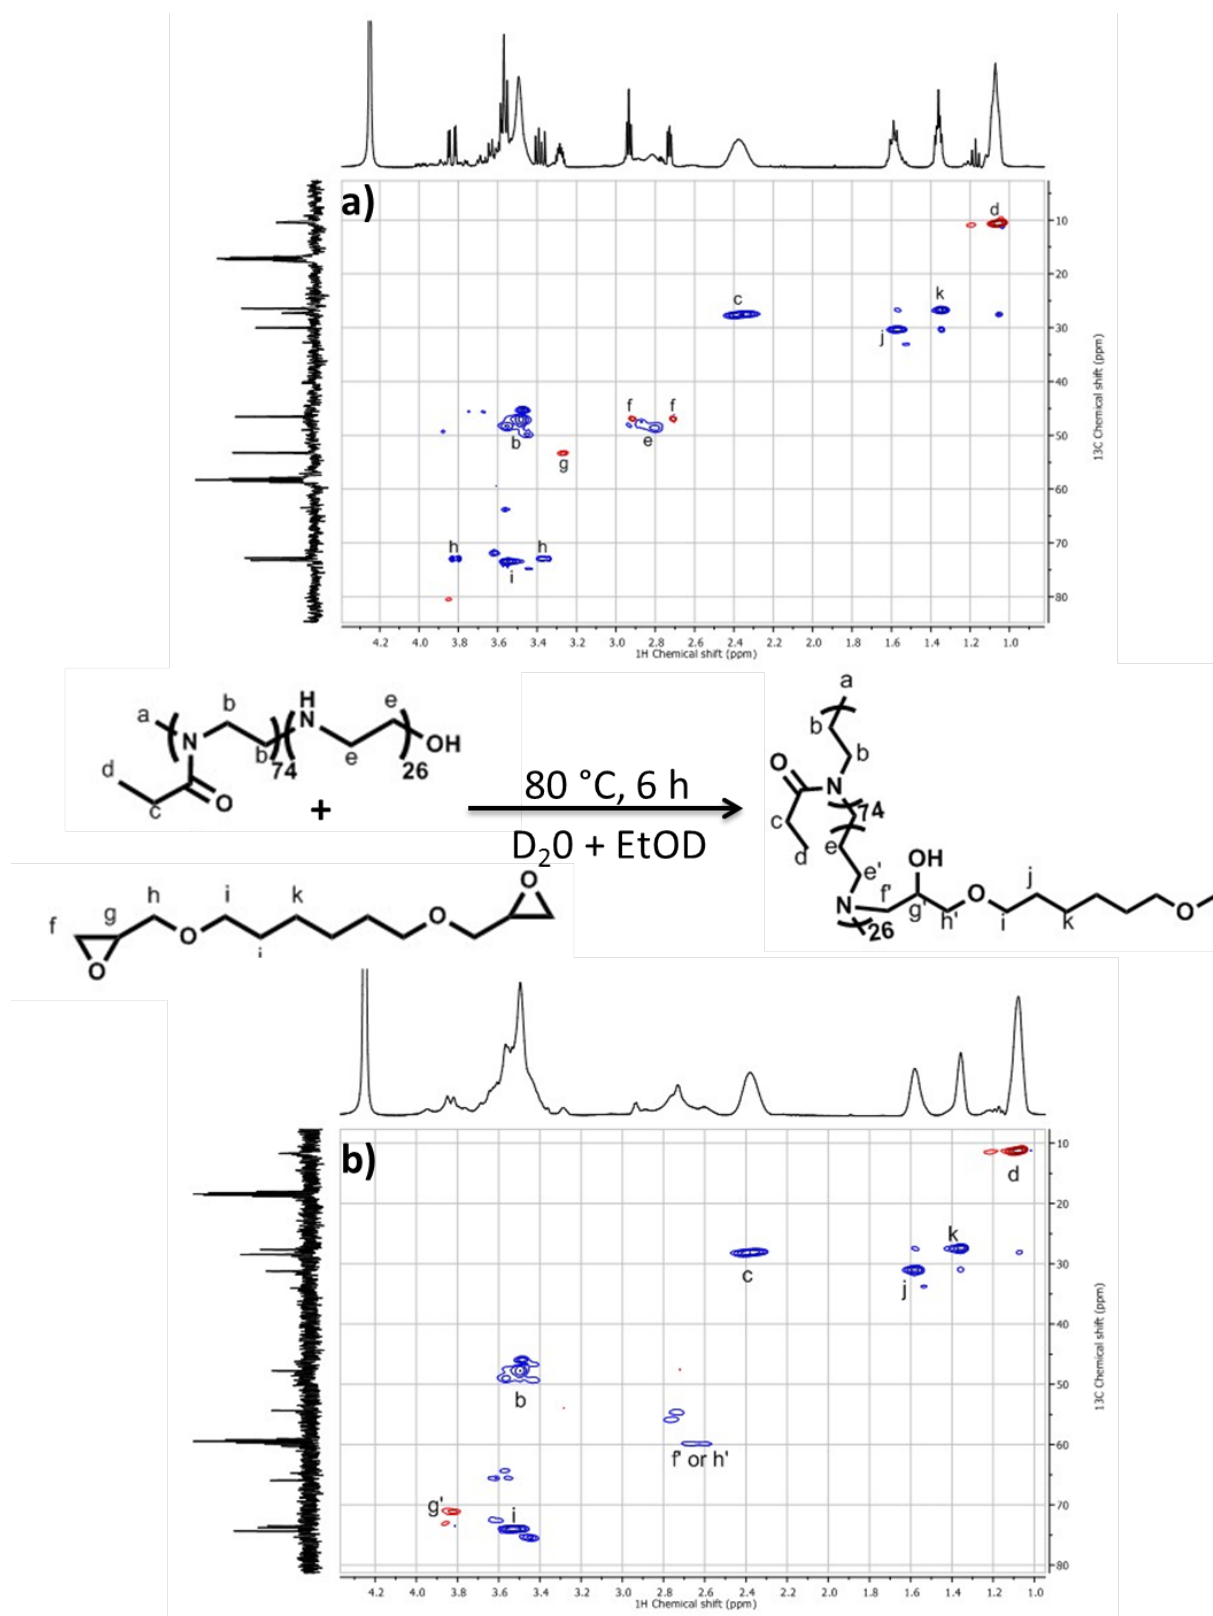 a)
d
c
k
j
f f
b
e
g
h h
i
10
20
30
40
50
60
70
80
13C Chemical shift (ppm)
4.2 4.0 3.8 3.6 3.4 3.2 3.0 2.8 2.6 2.4 2.2 2.0 1.8 1.6 1.4 1.2 1.0
1H Chemical shift (ppm)
a
b
H
N
e
N
b
74
e
26
OH
d
c
O
+
h
i
k
f
g
O
O
O
O
80 °C, 6 h
D20 + EtOD
a
b
b
O
N
74
c
d
e
e'
OH
N
26
f'
g'
h'
O
i
j
k
O
b)
d
k
c
j
b
f' or h'
g'
i
10
20
30
40
50
60
70
80
13C Chemical shift (ppm)
4.2 4.0 3.8 3.6 3.4 3.2 3.0 2.8 2.6 2.4 2.2 2.0 1.8 1.6 1.4 1.2 1.0
1H Chemical shift (ppm)